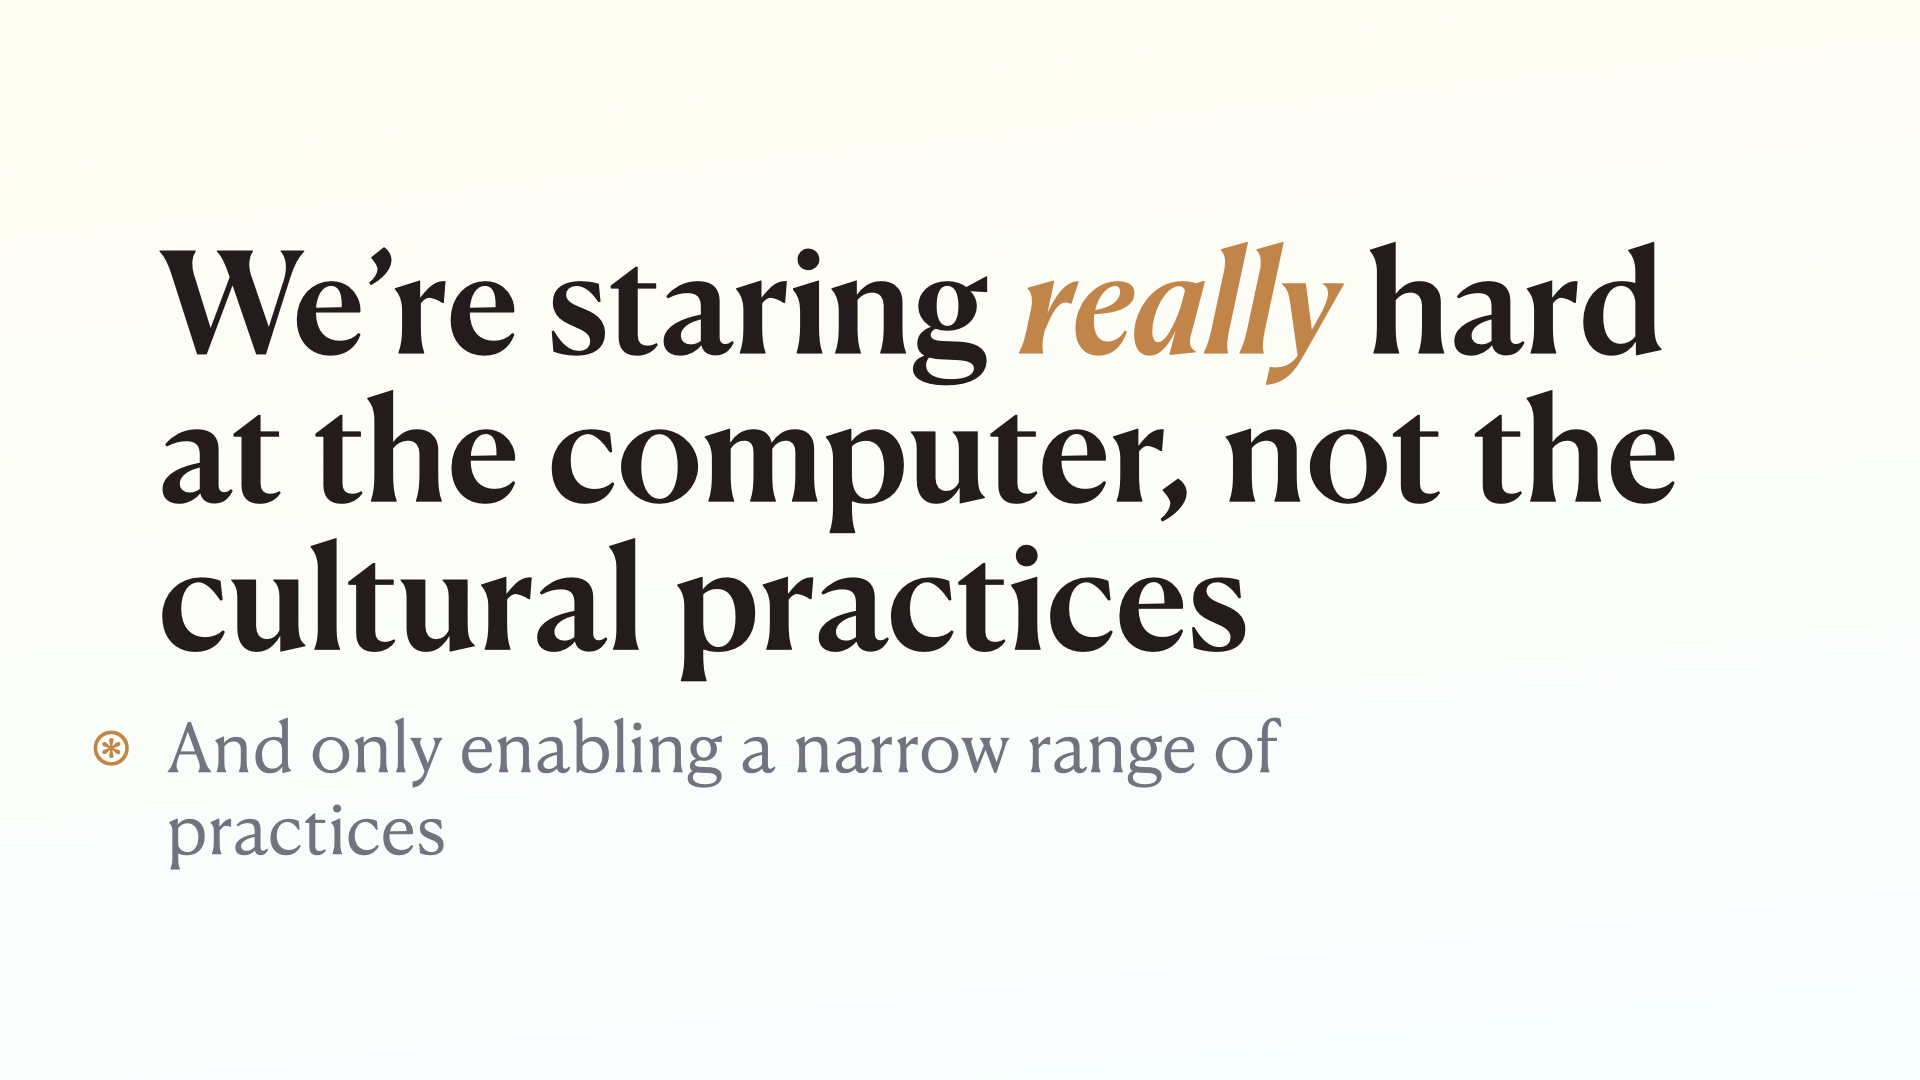 We’re staring really hard
at the computer, not the
cultural practices
And only enabling a narrow range of
practices